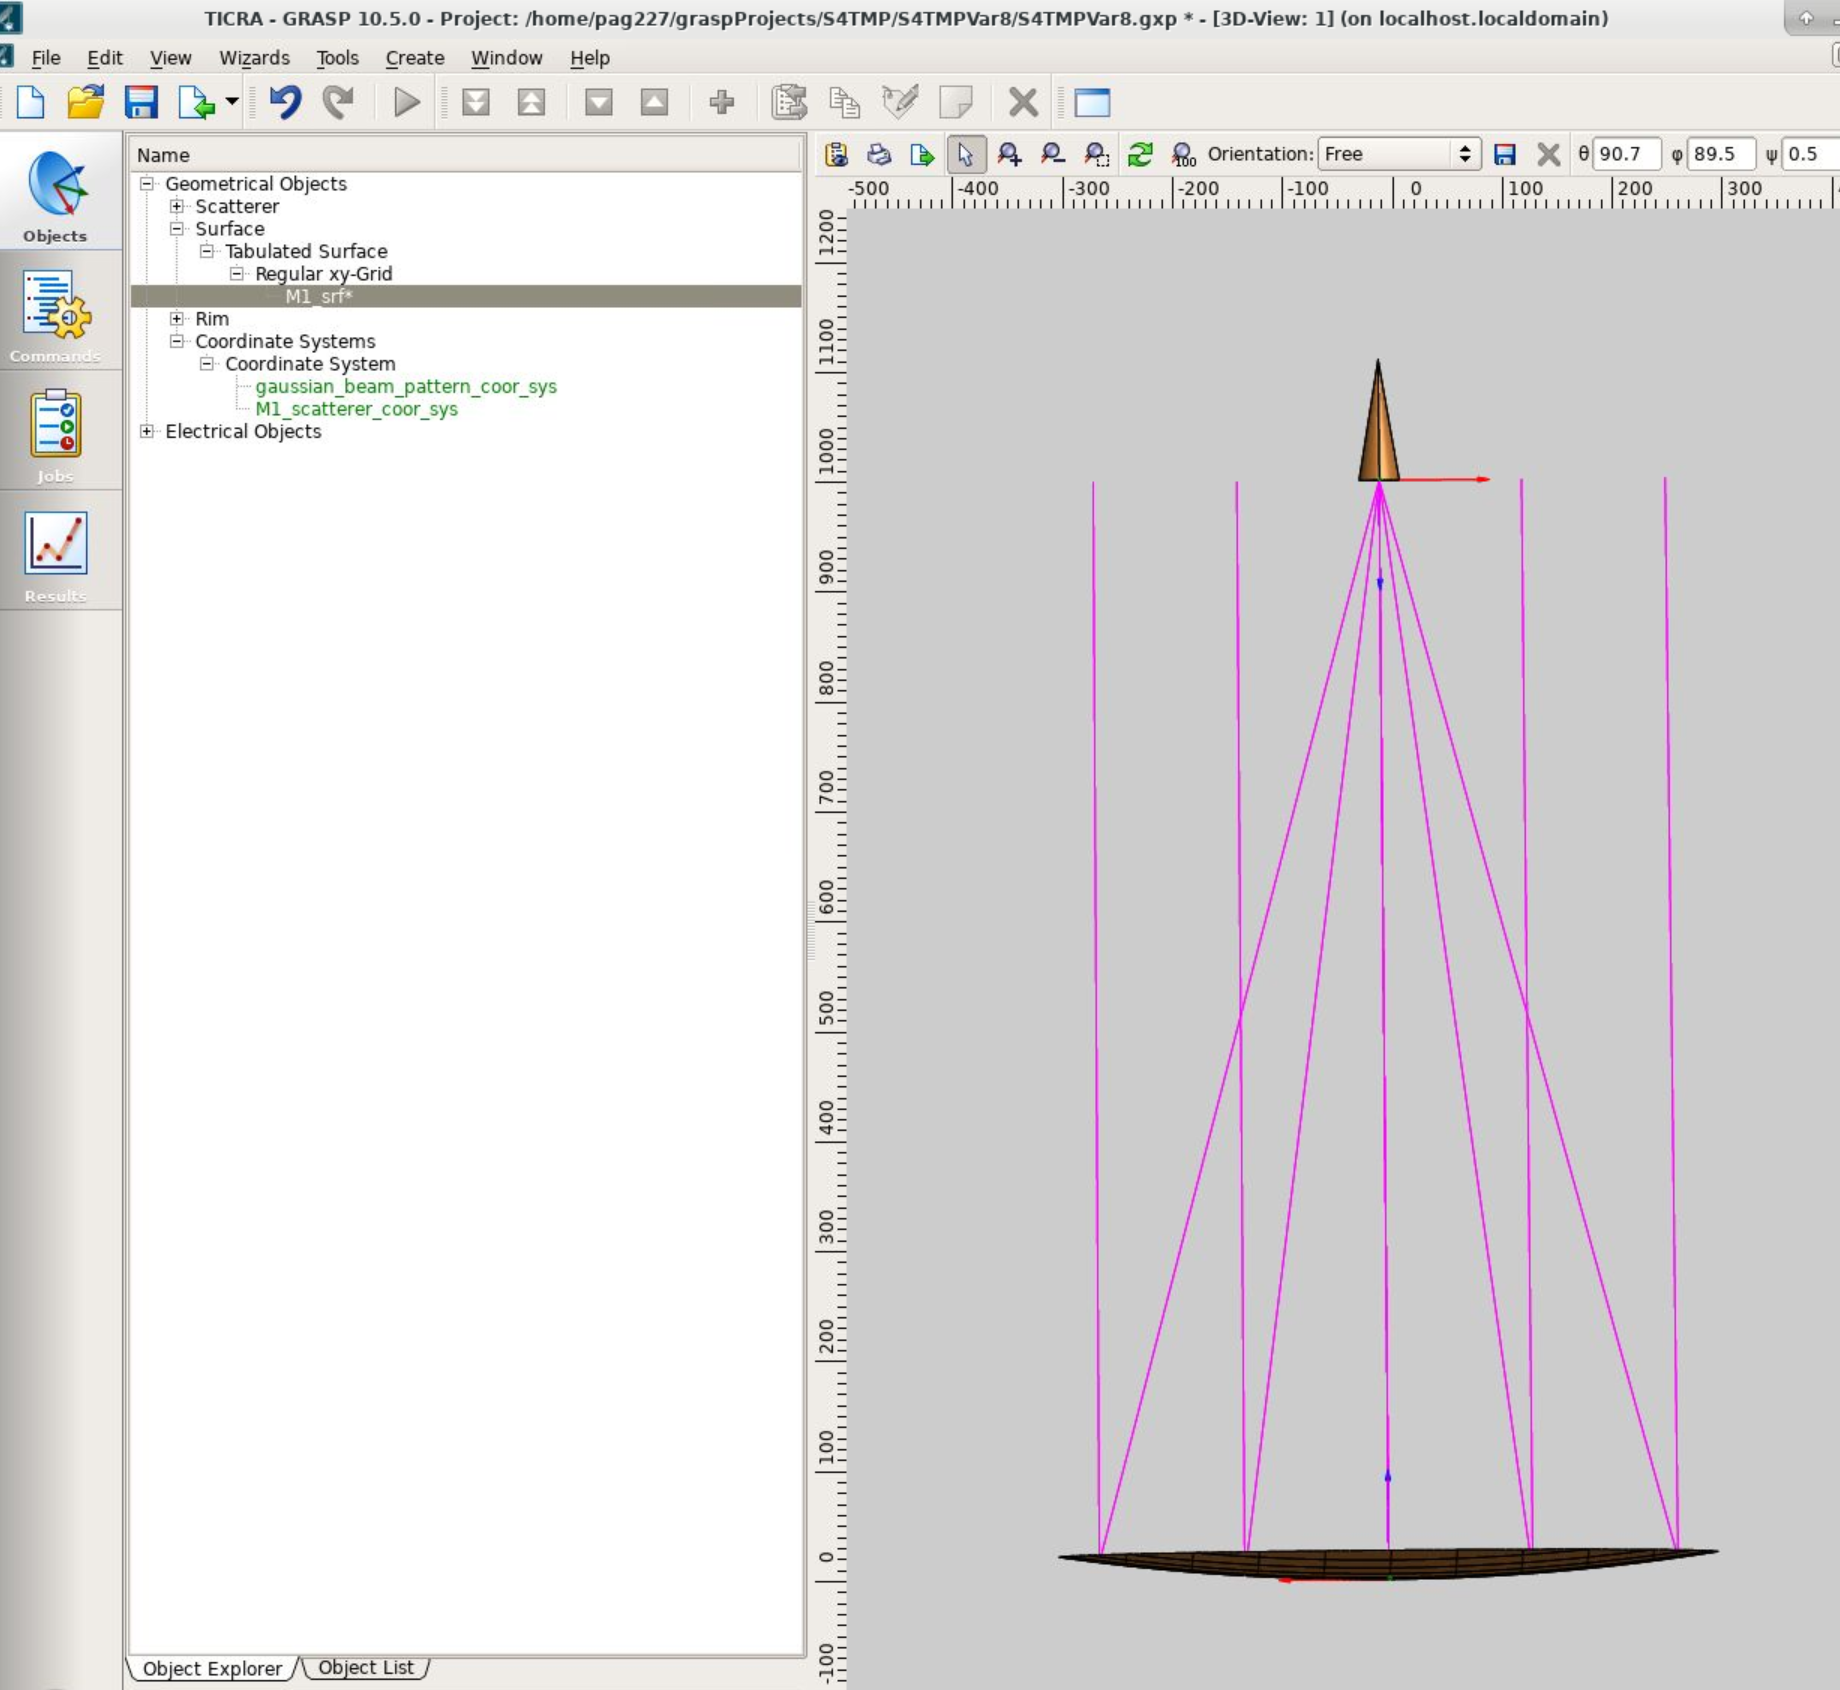 TICRA - GRASP 10.5.0 - Project: /home/pag227/graspProjects/S4TMP/S4TMPVar8/S4TMPVar8.gxp * - [3D-View: 1] (on localhost.localdomain)
File Edit View Wizards Tools Create Window Help
Objects
Commands
Jobs
Results
Name
Geometrical Objects
Scatterer
Surface
Tabulated Surface
Regular xy-Grid
M1_srf*
Rim
Coordinate Systems
Coordinate System
gaussian_beam_pattern_coor_sys
M1_scatterer_coor_sys
Electrical Objects
Object Explorer Object List
100 Orientation: Free θ 90.7 φ 89.5 ψ 0.5
-500 -400 -300 -200 -100 0 100 200 300
1200
1100
1000
900
800
700
600
500
400
300
200
100
0
-100